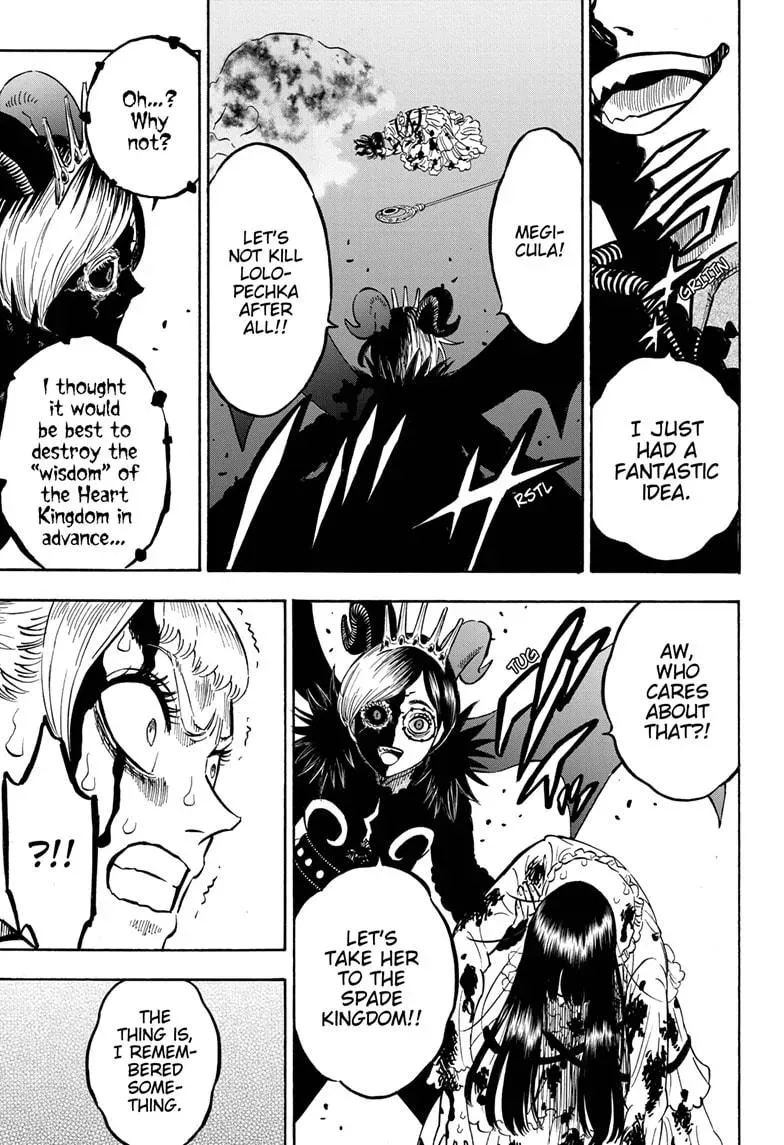 GRIIIN
I JUST
HAD A
FANTASTIC
IDEA.
MEGI-
CULA!
LET'S
NOT KILL
LOLO-
PECHKA
AFTER
ALL!!
RSTL
Oh...?
Why
not?
I thought
it would
be best to
destroy the
"wisdom" of
the Heart
Kingdom in
advance...
AW,
WHO
CARES
ABOUT
THAT?!
TUG
LET'S
TAKE HER
TO THE
SPADE
KINGDOM!!
?!!
THE
THING IS,
I REMEM-
BERED
SOME-
THING.